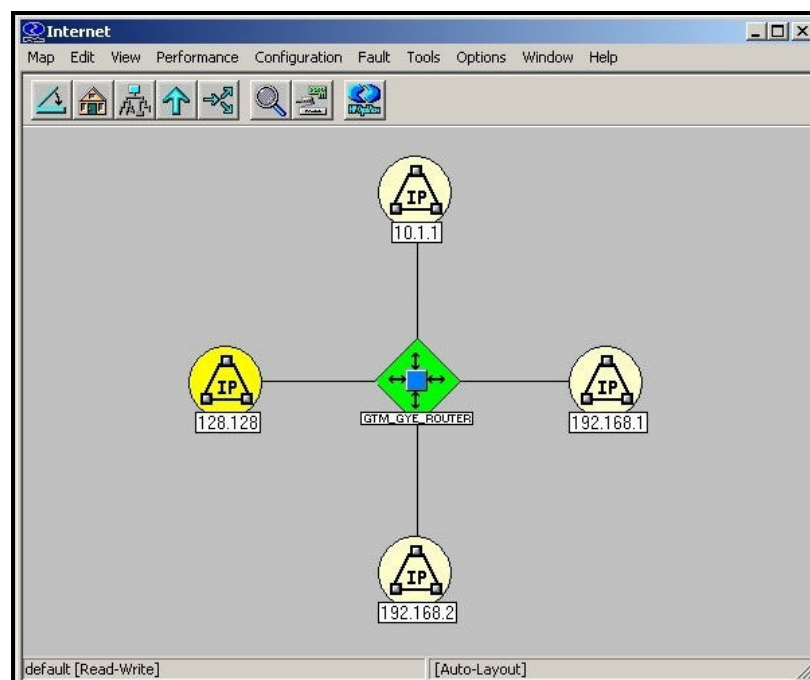 Internet
Map Edit View Performance Configuration Fault Tools Options Window Help
IP
10.1.1
IP
128.128
GTM_GYE_ROUTER
IP
192.168.1
IP
192.168.2
default [Read-Write] [Auto-Layout]